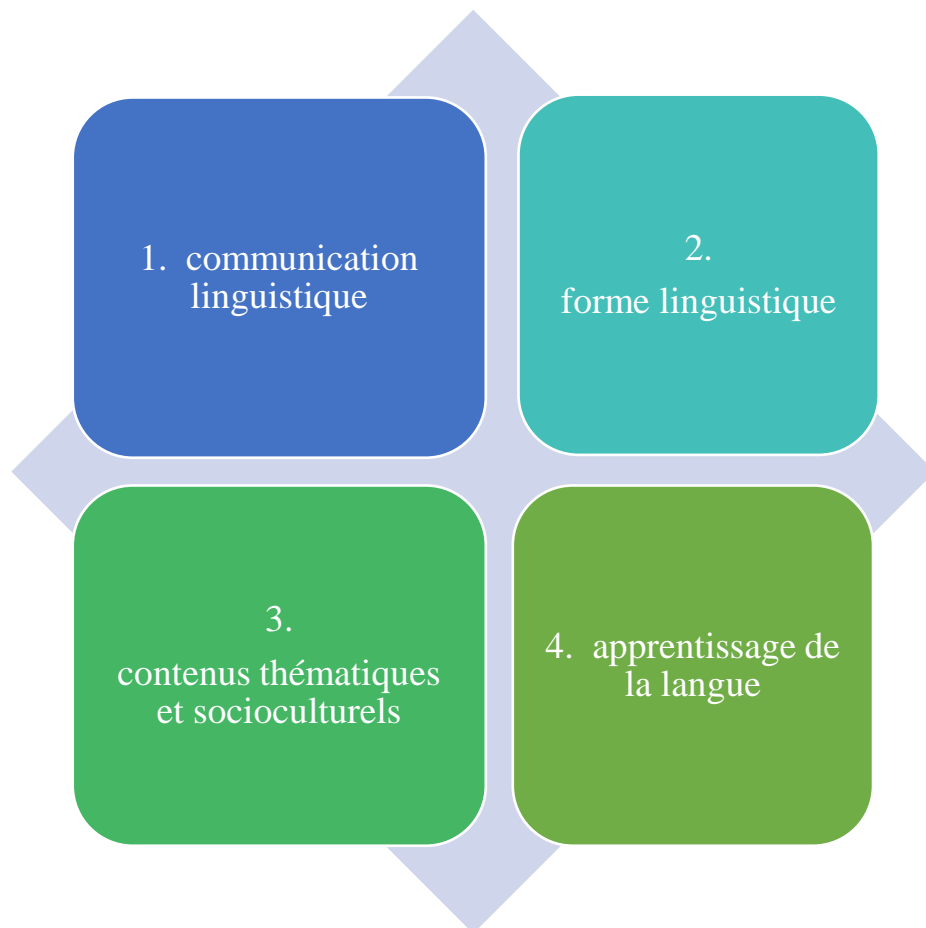 1. communication
linguistique
2.
forme linguistique
3.
contenus thématiques
et socioculturels
4. apprentissage de
la langue